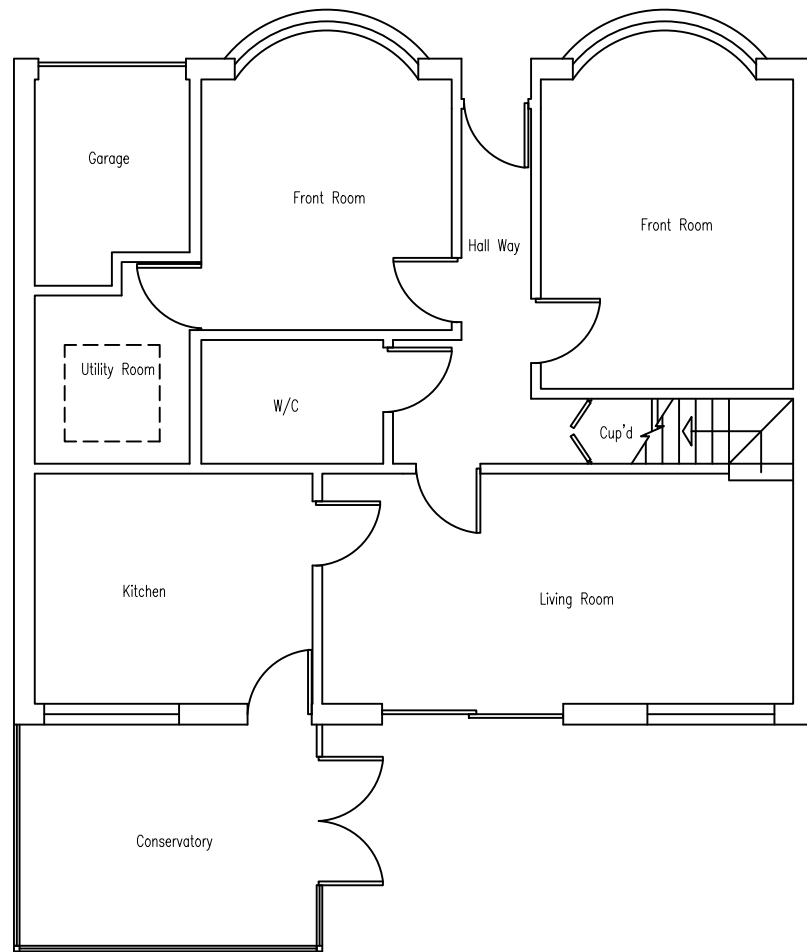 Garage
Front Room
Front Room
Hall Way
Utility Room
W/C
Cup'd
Kitchen
Living Room
Conservatory